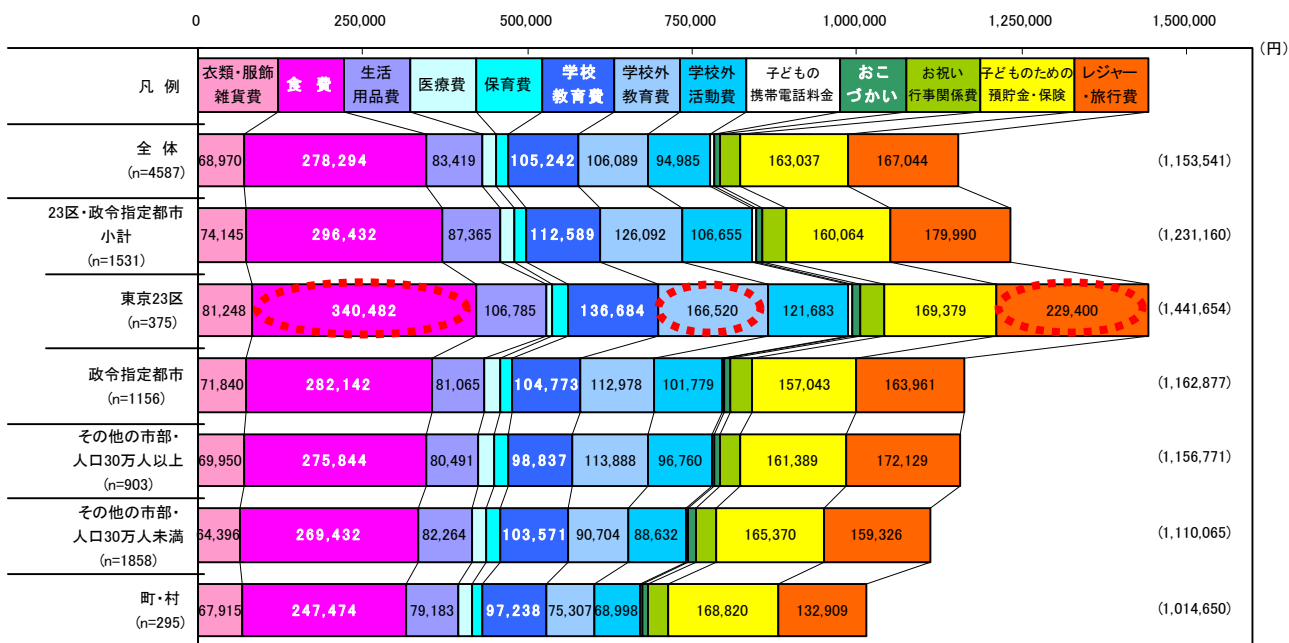 0 250,000 500,000 750,000 1,000,000 1,250,000 1,500,000
(円)
凡 例
衣類・服飾
雑貨費
食 費
生活
用品費
医療費
保育費
学校
教育費
学校外
教育費
学校外
活動費
子どもの
携帯電話料金
おこ
づかい
お祝い
行事関係費
子どものための
預貯金・保険
レジャー
・旅行費
全 体
(n=4587)
68,970 278,294 83,419 105,242 106,089 94,985 163,037 167,044 (1,153,541)
23区・政令指定都市
小計
(n=1531)
74,145 296,432 87,365 112,589 126,092 106,655 160,064 179,990 (1,231,160)
東京23区
(n=375)
81,248 340,482 106,785 136,684 166,520 121,683 169,379 229,400 (1,441,654)
政令指定都市
(n=1156)
71,840 282,142 81,065 104,773 112,978 101,779 157,043 163,961 (1,162,877)
その他の市部・
人口30万人以上
(n=903)
69,950 275,844 80,491 98,837 113,888 96,760 161,389 172,129 (1,156,771)
その他の市部・
人口30万人未満
(n=1858)
64,396 269,432 82,264 103,571 90,704 88,632 165,370 159,326 (1,110,065)
町・村
(n=295)
67,915 247,474 79,183 97,238 75,307 68,998 168,820 132,909 (1,014,650)